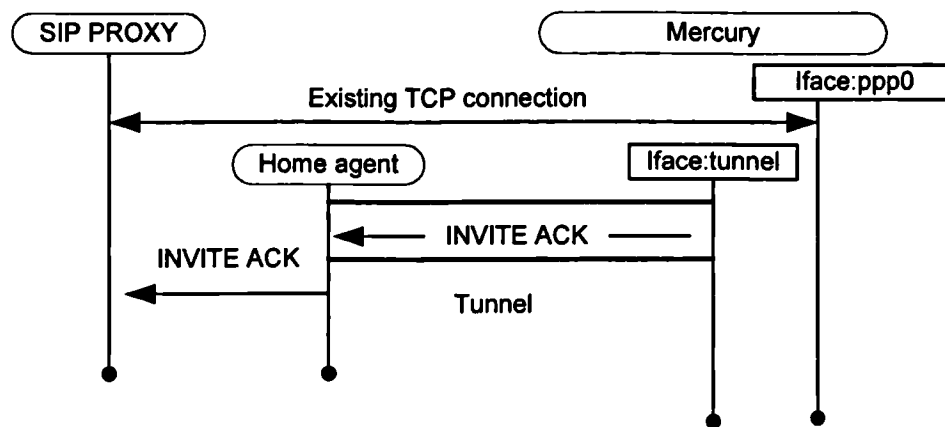 SIP PROXY
Mercury
Iface:ppp0
Existing TCP connection
Home agent
Iface:tunnel
INVITE ACK
INVITE ACK
Tunnel